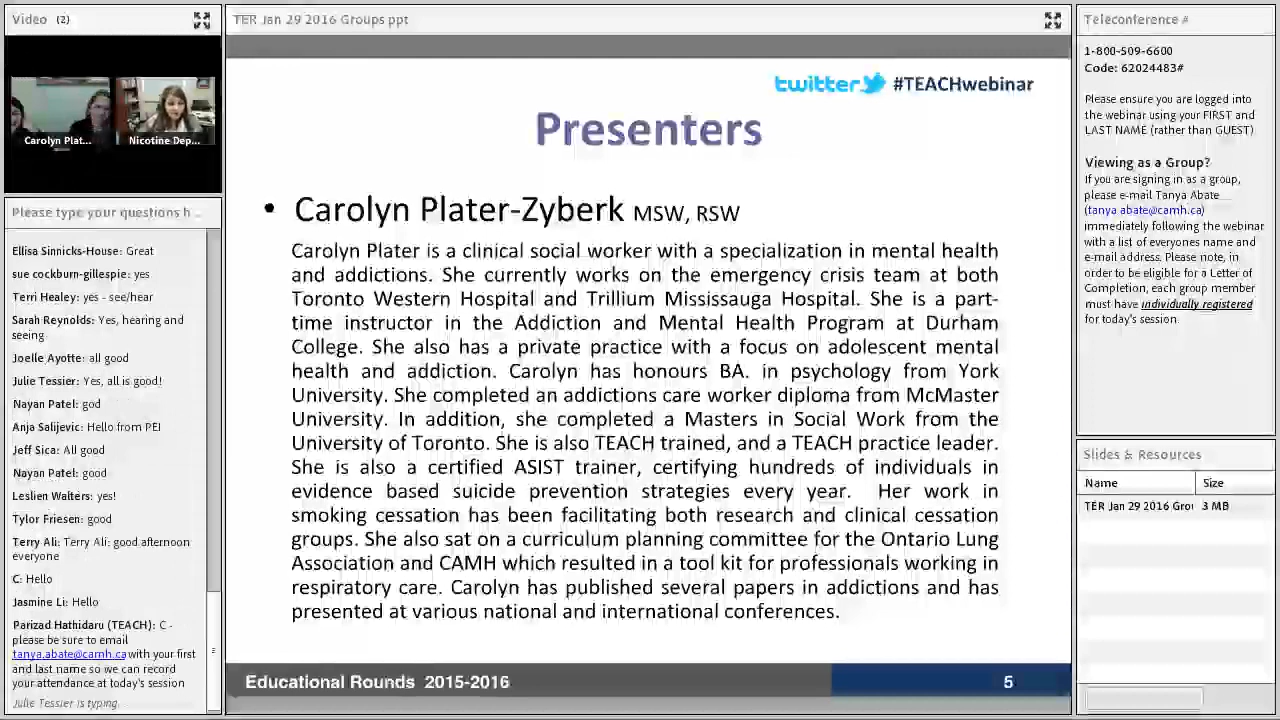 Video (2)
Carolyn Plat...
Nicotine Dep...
Please type your questions h ...
Ellisa Sinnicks-House: Great
sue cockburn-gillespie: yes
Terri Healey: yes - see/hear
Sarah Reynolds: Yes, hearing and
seeing.
Joelle Ayotte: all good
Julie Tessier: Yes, all is good!
Nayan Patel: god
Anja Salijevic: Hello from PEI
Jeff Sica: All good
Nayan Patel: good
Leslien Walters: yes!
Tylor Friesen: good
Terry Ali: Terry Ali: good afternoon
everyone
C: Hello
Jasmine Li: Hello
Parizad Hathidaru (TEACH): C -
please be sure to email
tanya.abate@camh.ca with your first
and last name so we can record
your attendance at today's session
Julie Tessier is typing.
TER Jan 29 2016 Groups ppt
twitter #TEACHwebinar
Presenters
• Carolyn Plater-Zyberk MSW, RSW
Carolyn Plater is a clinical social worker with a specialization in mental health
and addictions. She currently works on the emergency crisis team at both
Toronto Western Hospital and Trillium Mississauga Hospital. She is a part-
time instructor in the Addiction and Mental Health Program at Durham
College. She also has a private practice with a focus on adolescent mental
health and addiction. Carolyn has honours BA. in psychology from York
University. She completed an addictions care worker diploma from McMaster
University. In addition, she completed a Masters in Social Work from the
University of Toronto. She is also TEACH trained, and a TEACH practice leader.
She is also a certified ASIST trainer, certifying hundreds of individuals in
evidence based suicide prevention strategies every year. Her work in
smoking cessation has been facilitating both research and clinical cessation
groups. She also sat on a curriculum planning committee for the Ontario Lung
Association and CAMH which resulted in a tool kit for professionals working in
respiratory care. Carolyn has published several papers in addictions and has
presented at various national and international conferences.
Educational Rounds 2015-2016
5
Teleconference #
1-800-509-6600
Code: 62024483#
Please ensure you are logged into
the webinar using your FIRST and
LAST NAME (rather than GUEST)
Viewing as a Group?
If you are signing in as a group,
please e-mail Tanya Abate
(tanya.abate@camh.ca)
immediately following the webinar
with a list of everyones name and
e-mail address. Please note, in
order to be eligible for a Letter of
Completion, each group member
must have individually registered
for today's session.
Slides & Resources
Name Size
TER Jan 29 2016 Grou 3 MB